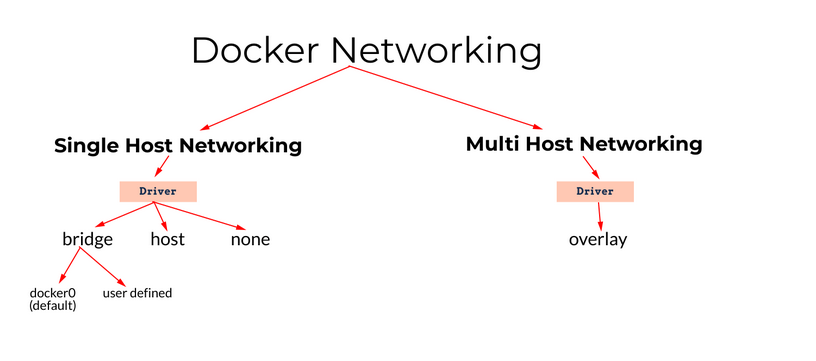 Docker Networking
Single Host Networking
Multi Host Networking
Driver
Driver
bridge
host
none
overlay
docker0
(default)
user defined